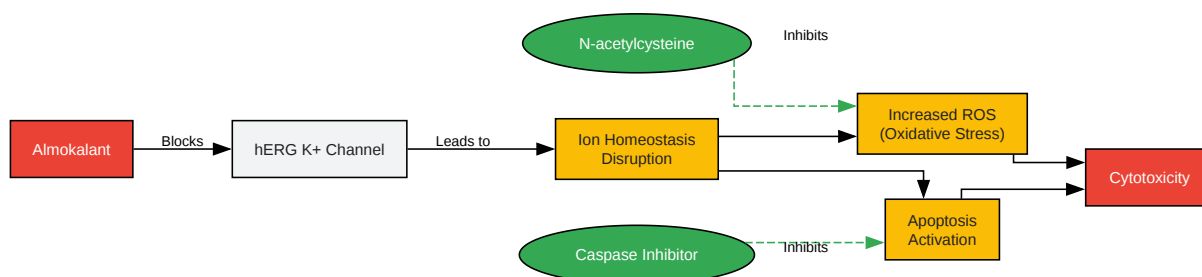 N-acetylcysteine
Inhibits
Increased ROS
(Oxidative Stress)
Almokalant
Blocks
hERG K+ Channel
Leads to
Ion Homeostasis
Disruption
Cytotoxicity
Apoptosis
Activation
Caspase Inhibitor
Inhibits